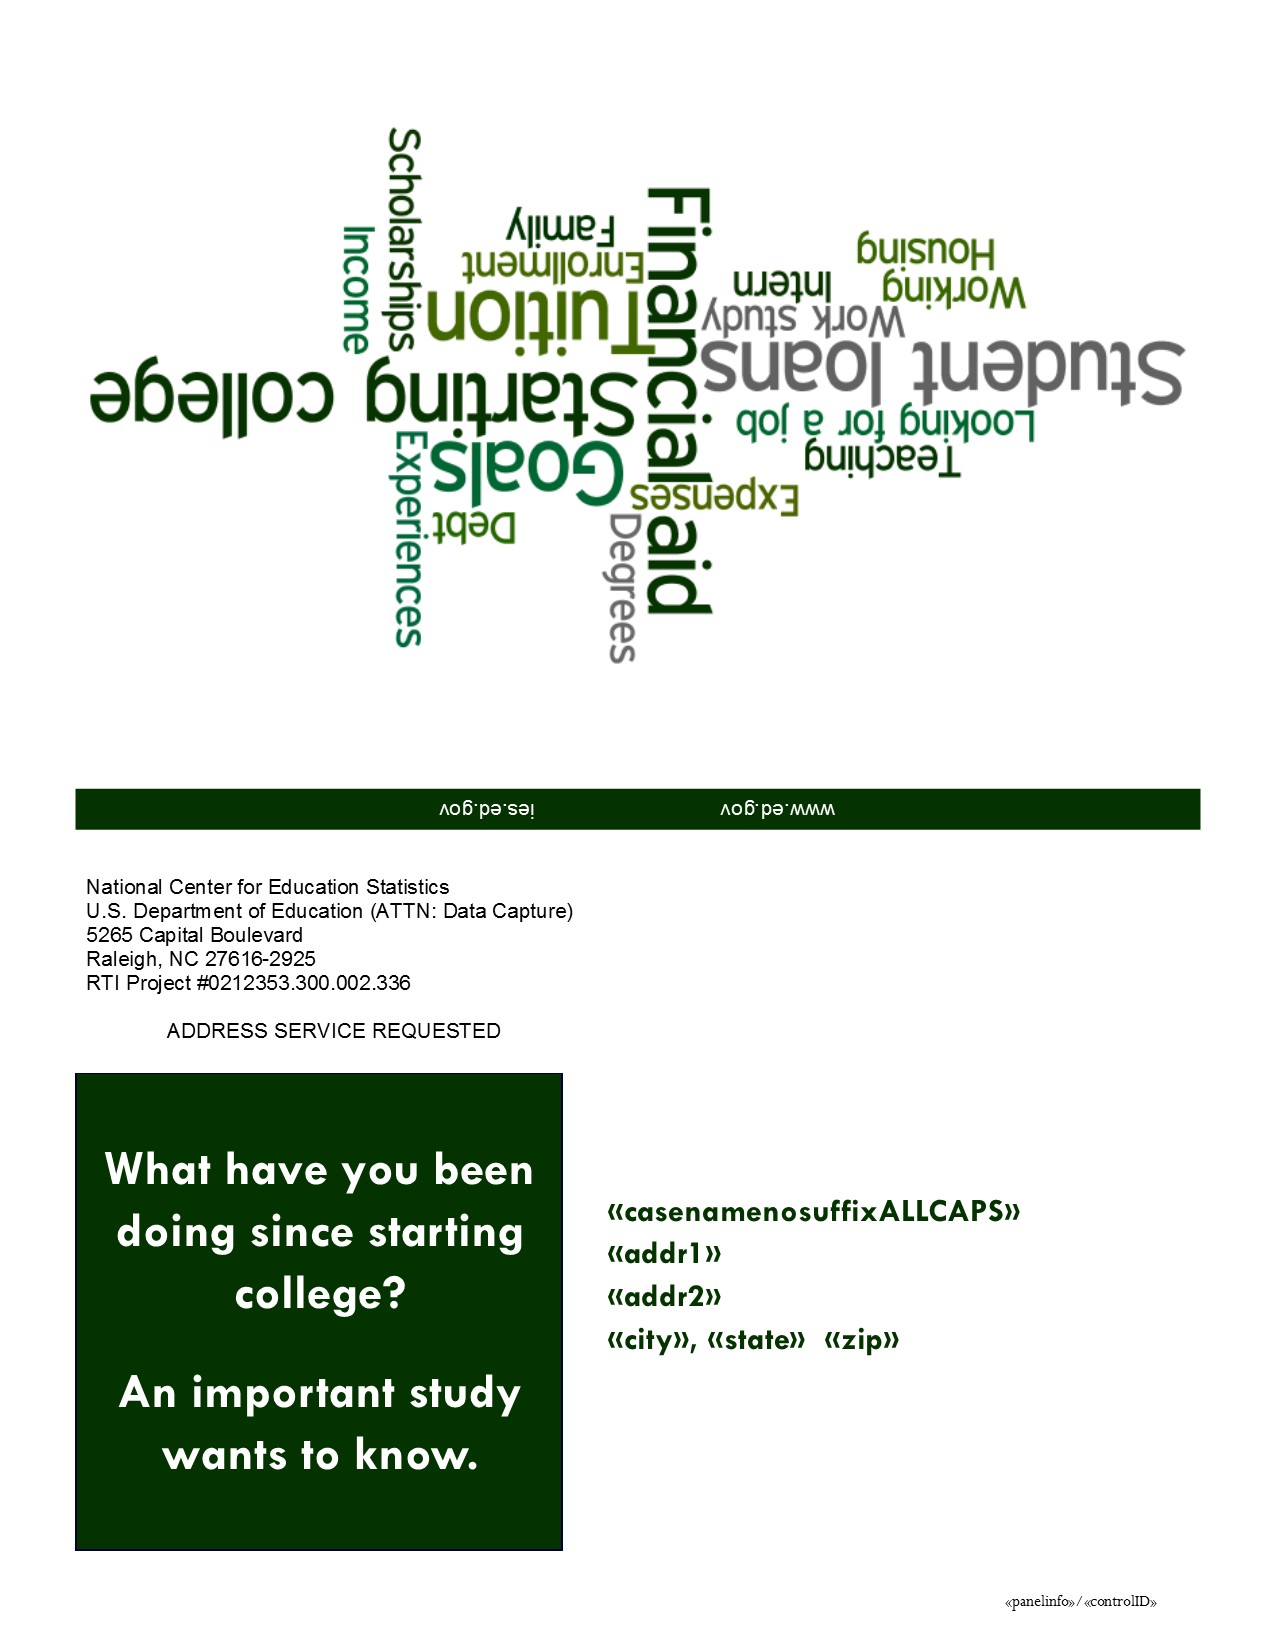 Scholarships
Income
Family
Enrollment
Tuition
Financial aid
Intern
Housing
Working
Work study
Student loans
Starting college
Looking for a job
Teaching
Goals
Experiences
Expenses
Debt
Degrees
ies.ed.gov
www.ed.gov
National Center for Education Statistics
U.S. Department of Education (ATTN: Data Capture)
5265 Capital Boulevard
Raleigh, NC 27616-2925
RTI Project #0212353.300.002.336
ADDRESS SERVICE REQUESTED
What have you been
doing since starting
college?
An important study
wants to know.
«casenamenosuffixALLCAPS»
«addr1»
«addr2»
«city», «state» «zip»
«panelinfo»/«controlID»